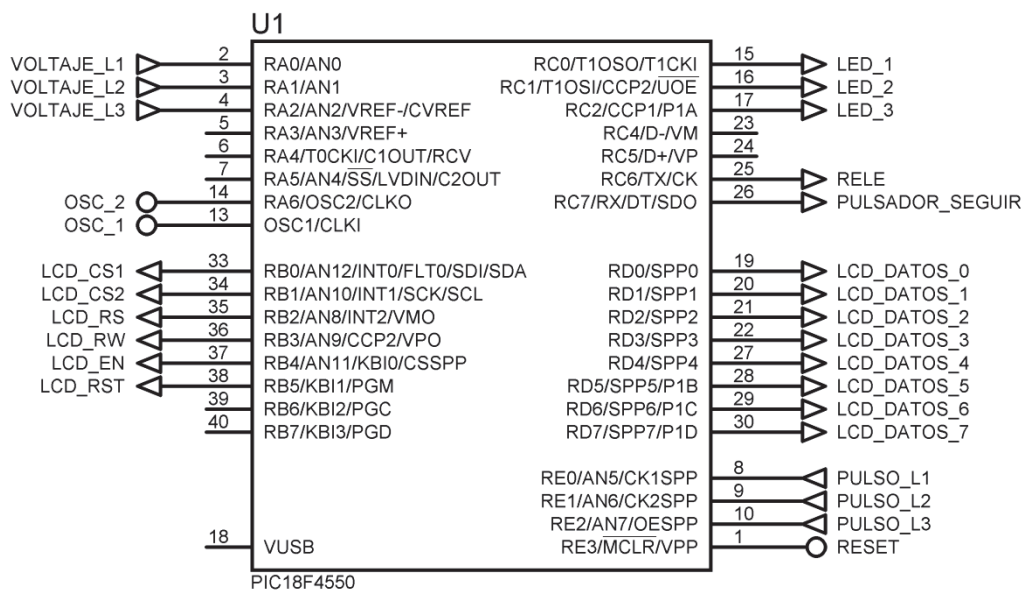 U1
VOLTAJE_L1 2 RA0/AN0 RC0/T1OSO/T1CKI 15 LED_1
VOLTAJE_L2 3 RA1/AN1 RC1/T1OSI/CCP2/UOE 16 LED_2
VOLTAJE_L3 4 RA2/AN2/VREF-/CVREF RC2/CCP1/P1A 17 LED_3
5 RA3/AN3/VREF+ RC4/D-/VM 23
6 RA4/T0CKI/C1OUT/RCV RC5/D+/VP 24
7 RA5/AN4/SS/LVDIN/C2OUT RC6/TX/CK 25 RELE
OSC_2 14 RA6/OSC2/CLKO RC7/RX/DT/SDO 26 PULSADOR_SEGUIR
OSC_1 13 OSC1/CLKI
LCD_CS1 33 RB0/AN12/INT0/FLT0/SDI/SDA RD0/SPP0 19 LCD_DATOS_0
LCD_CS2 34 RB1/AN10/INT1/SCK/SCL RD1/SPP1 20 LCD_DATOS_1
LCD_RS 35 RB2/AN8/INT2/VMO RD2/SPP2 21 LCD_DATOS_2
LCD_RW 36 RB3/AN9/CCP2/VPO RD3/SPP3 22 LCD_DATOS_3
LCD_EN 37 RB4/AN11/KBI0/CSSPP RD4/SPP4 27 LCD_DATOS_4
LCD_RST 38 RB5/KBI1/PGM RD5/SPP5/P1B 28 LCD_DATOS_5
39 RB6/KBI2/PGC RD6/SPP6/P1C 29 LCD_DATOS_6
40 RB7/KBI3/PGD RD7/SPP7/P1D 30 LCD_DATOS_7
RE0/AN5/CK1SPP 8 PULSO_L1
RE1/AN6/CK2SPP 9 PULSO_L2
RE2/AN7/OESPP 10 PULSO_L3
18 VUSB RE3/MCLR/VPP 1 RESET
PIC18F4550